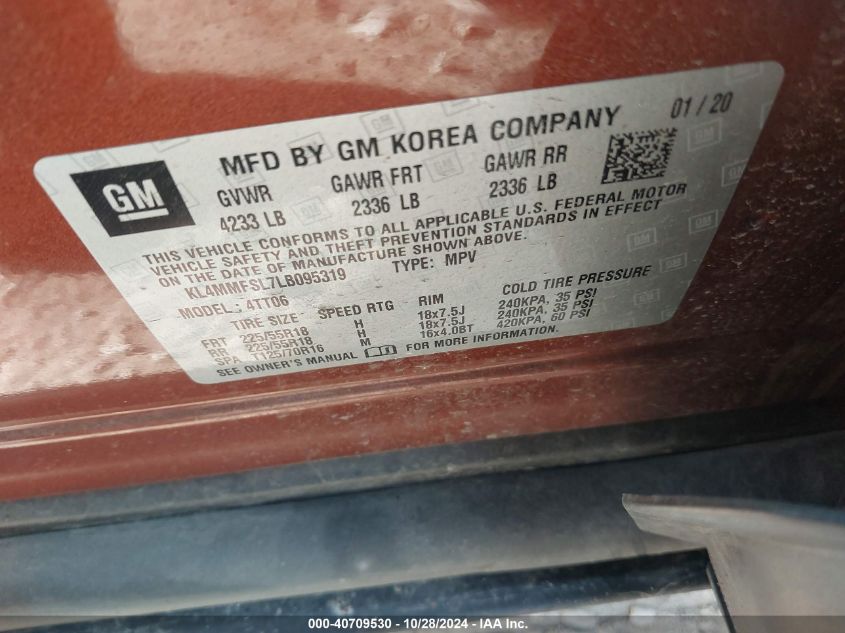 GM
MFD BY GM KOREA COMPANY 01 / 20
GVWR GAWR FRT GAWR RR
4233 LB 2336 LB 2336 LB
THIS VEHICLE CONFORMS TO ALL APPLICABLE U.S. FEDERAL MOTOR
VEHICLE SAFETY AND THEFT PREVENTION STANDARDS IN EFFECT
ON THE DATE OF MANUFACTURE SHOWN ABOVE.
KL4MMFSL7LB095319 TYPE: MPV
MODEL: 4TT06
TIRE SIZE SPEED RTG RIM COLD TIRE PRESSURE
FRT 225/55R18 H 18x7.5J 240KPA, 35 PSI
RR 225/55R18 H 18x7.5J 240KPA, 35 PSI
SPA T125/70R16 M 16x4.0BT 420KPA, 60 PSI
SEE OWNER'S MANUAL FOR MORE INFORMATION.
000-40709530 - 10/28/2024 - IAA Inc.